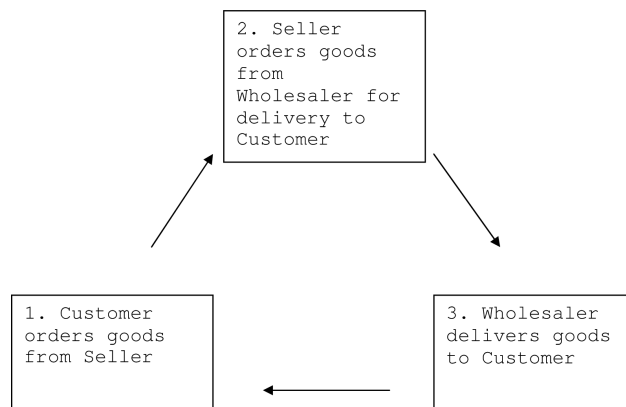 2. Seller
orders goods
from
Wholesaler for
delivery to
Customer
1. Customer
orders goods
from Seller
3. Wholesaler
delivers goods
to Customer